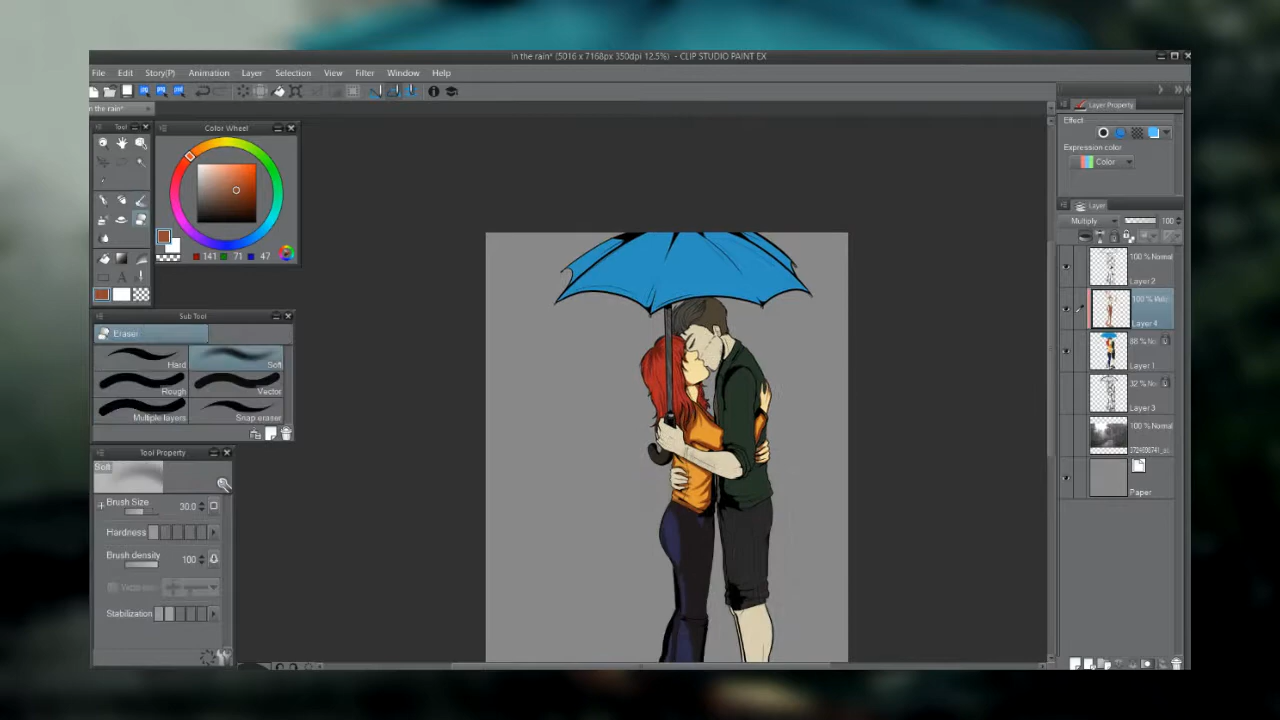 in the rain* (5016 x 7168px 350dpi 12.5%) - CLIP STUDIO PAINT EX
File Edit Story(P) Animation Layer Selection View Filter Window Help
n the rain*
Tool
Color Wheel
141 71 47
Sub Tool
Eraser
Hard Soft
Rough Vector
Multiple layers Snap eraser
Tool Property
Soft
Brush Size 30.0
Hardness
Brush density 100
Stabilization
Layer Property
Effect
Expression color
Color
Layer
Multiply 100
100 % Normal
Layer 2
100 %
Layer 4
Layer 1
Layer 3
100 % Normal
Paper